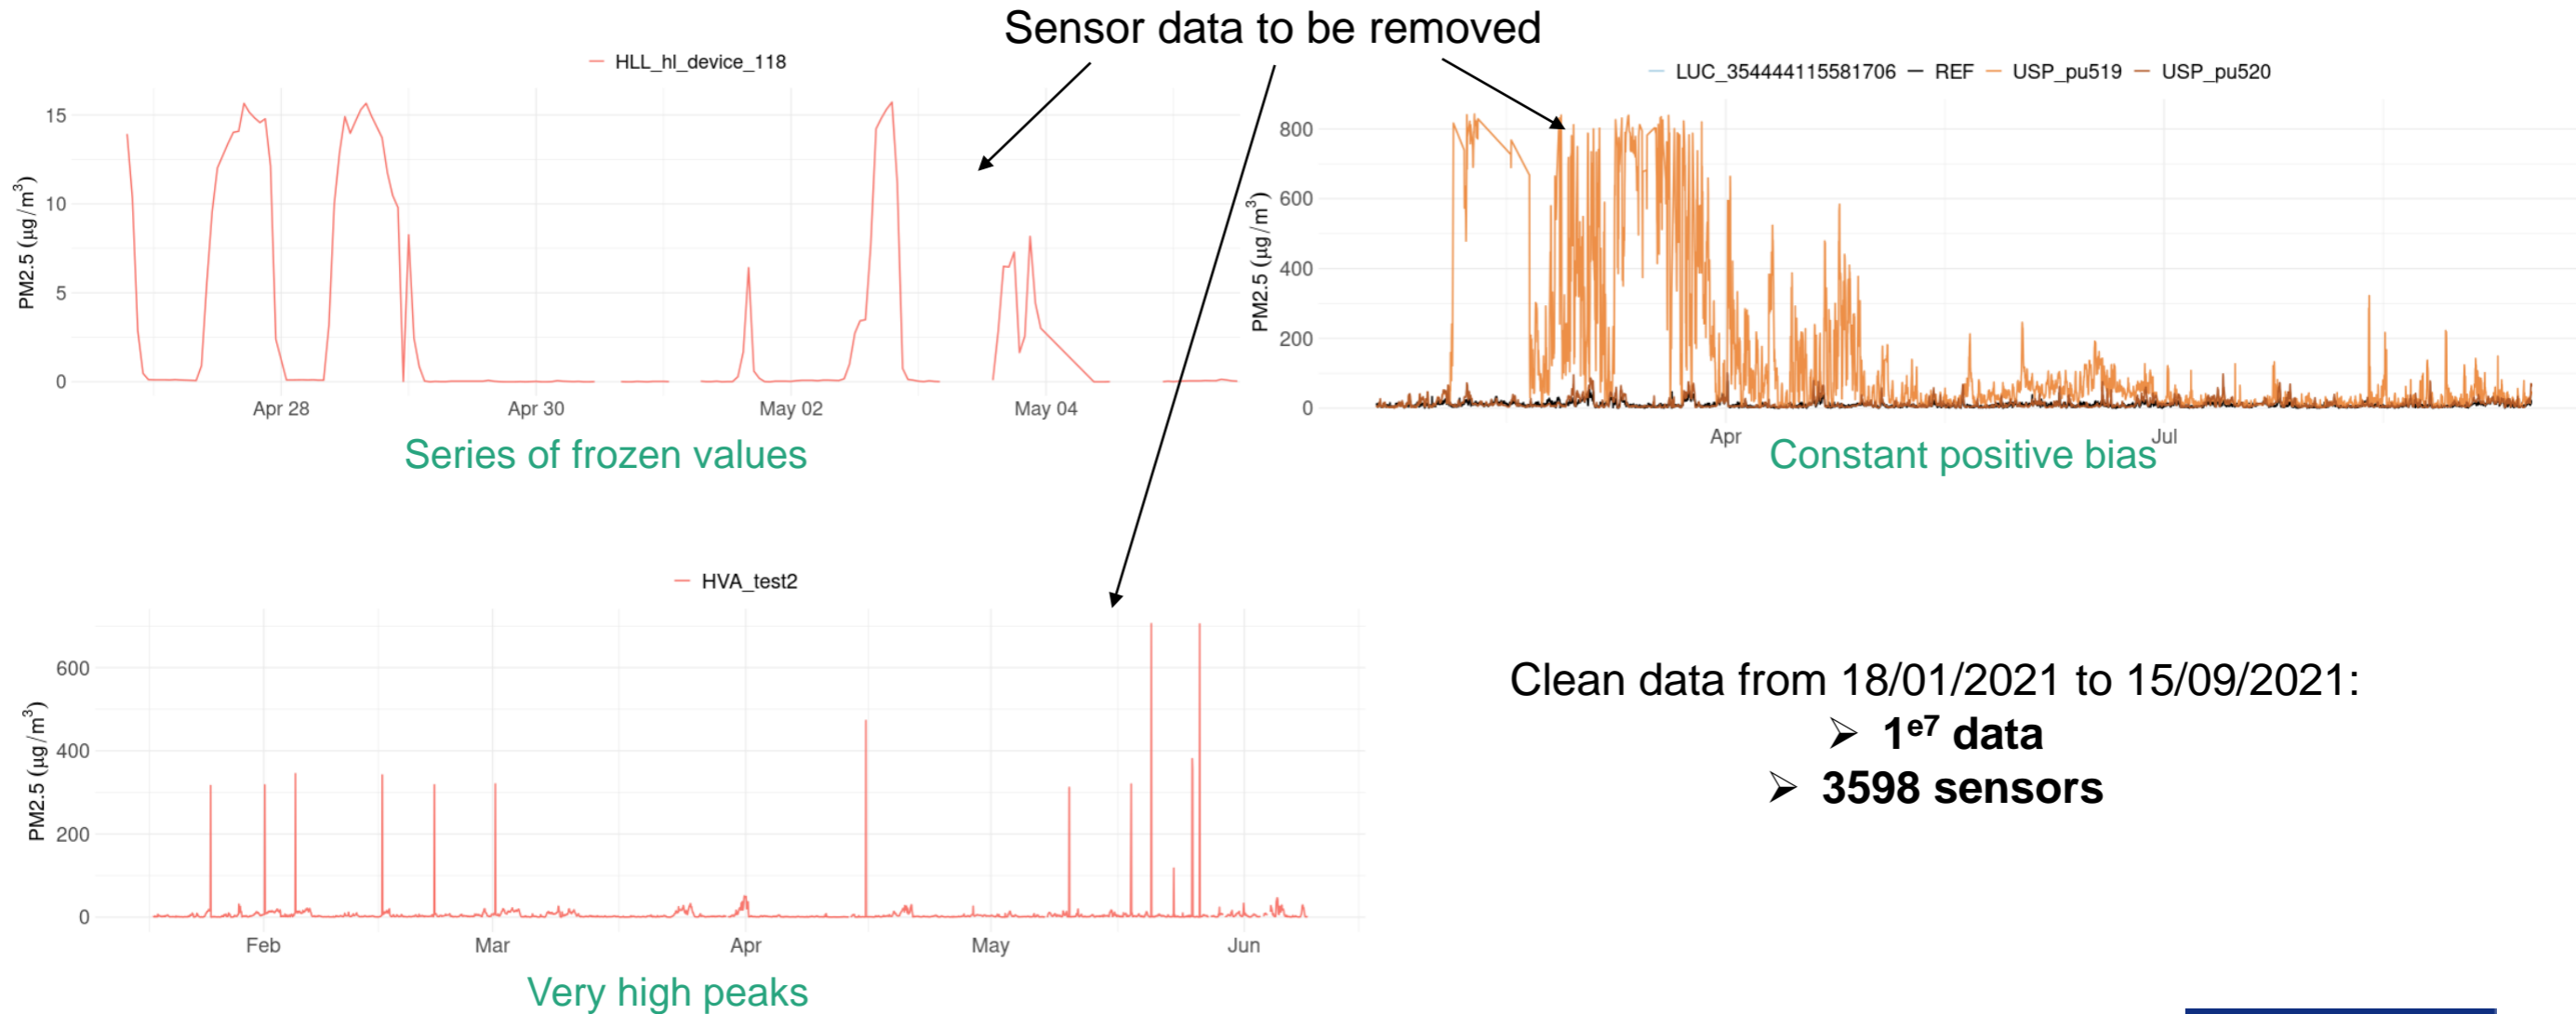 Sensor data to be removed
HLL_hl_device_118
PM2.5 (μg/m³)
15
10
5
0
Apr 28
Apr 30
May 02
May 04
Series of frozen values
LUC_354444115581706 REF USP_pu519 USP_pu520
PM2.5 (μg/m³)
800
600
400
200
0
Apr
Jul
Constant positive bias
HVA_test2
PM2.5 (μg/m³)
600
400
200
0
Feb
Mar
Apr
May
Jun
Very high peaks
Clean data from 18/01/2021 to 15/09/2021:
➢ 1e7 data
➢ 3598 sensors